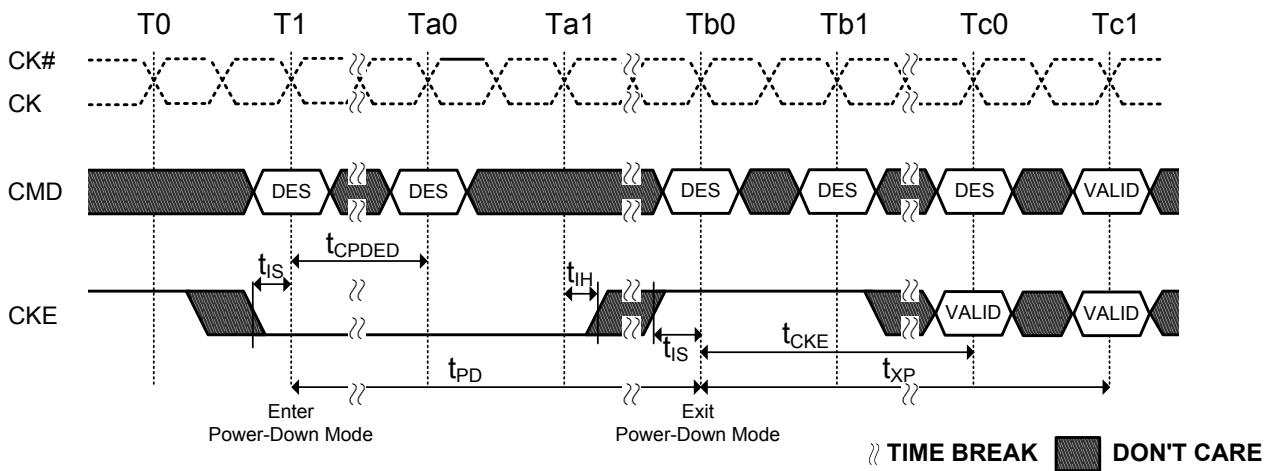 T0 T1 Ta0 Ta1 Tb0 Tb1 Tc0 Tc1
CK#
CK
CMD DES DES DES DES DES VALID
tCPDED
tIS tIH
CKE VALID VALID
tIS tCKE
tPD tXP
Enter Power-Down Mode
Exit Power-Down Mode
TIME BREAK DON'T CARE